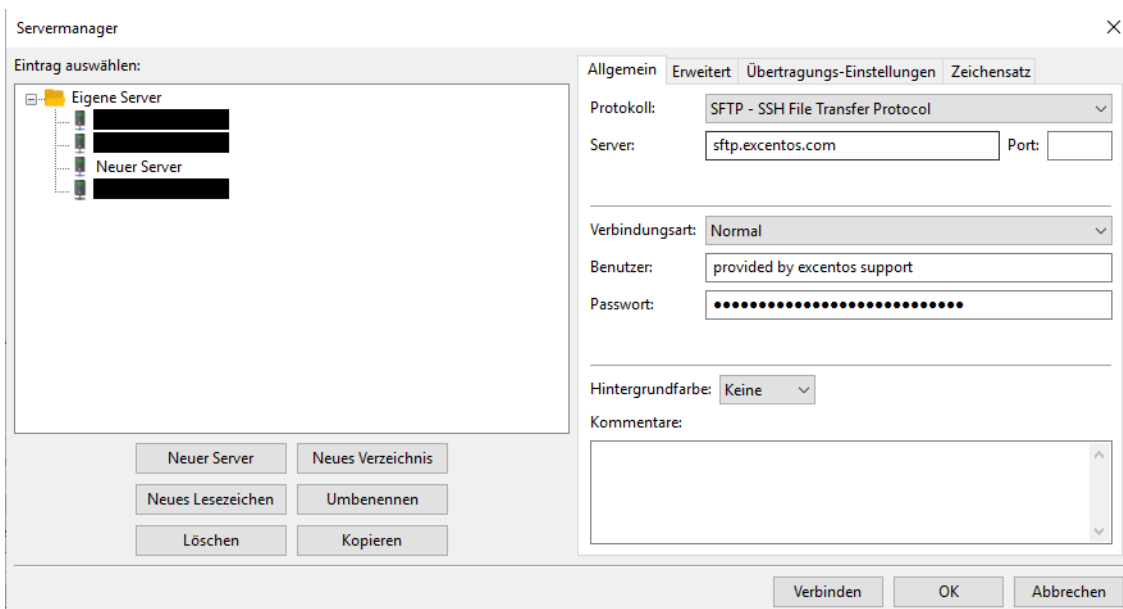 Servermanager
Eintrag auswählen:
Eigene Server
Neuer Server
Neuer Server
Neues Verzeichnis
Neues Lesezeichen
Umbenennen
Löschen
Kopieren
Allgemein
Erweitert
Übertragungs-Einstellungen
Zeichensatz
Protokoll:
SFTP - SSH File Transfer Protocol
Server:
sftp.excentos.com
Port:
Verbindungsart:
Normal
Benutzer:
provided by excentos support
Passwort:
Hintergrundfarbe:
Keine
Kommentare:
Verbinden
OK
Abbrechen